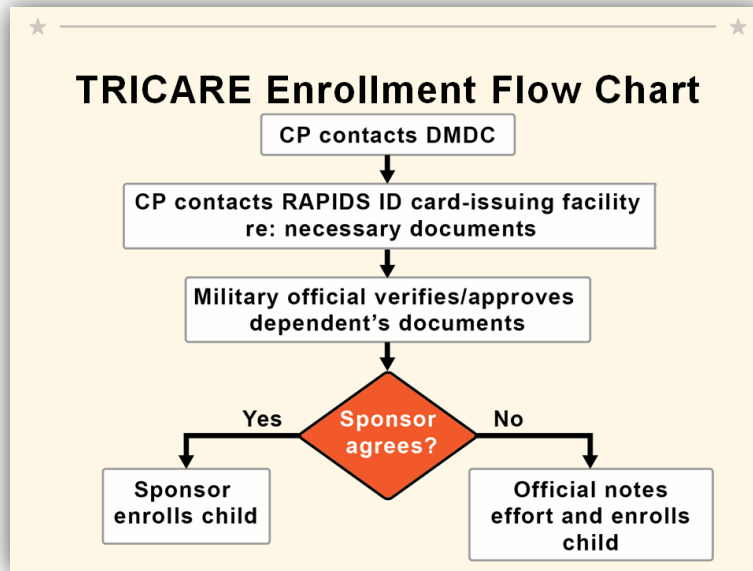 TRICARE Enrollment Flow Chart
CP contacts DMDC
CP contacts RAPIDS ID card-issuing facility
re: necessary documents
Military official verifies/approves
dependent's documents
Sponsor
agrees?
Yes
No
Sponsor
enrolls child
Official notes
effort and enrolls
child